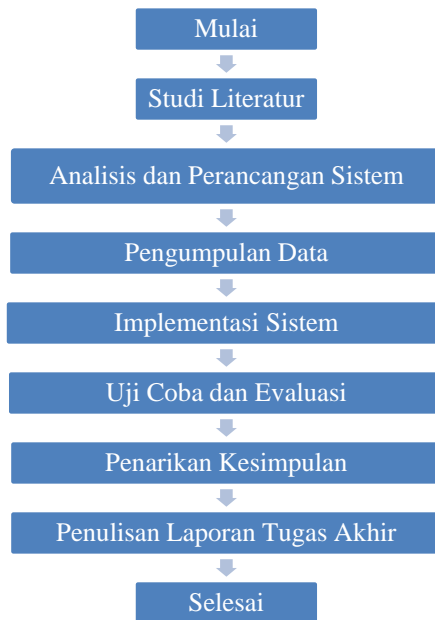 Mulai
Studi Literatur
Analisis dan Perancangan Sistem
Pengumpulan Data
Implementasi Sistem
Uji Coba dan Evaluasi
Penarikan Kesimpulan
Penulisan Laporan Tugas Akhir
Selesai